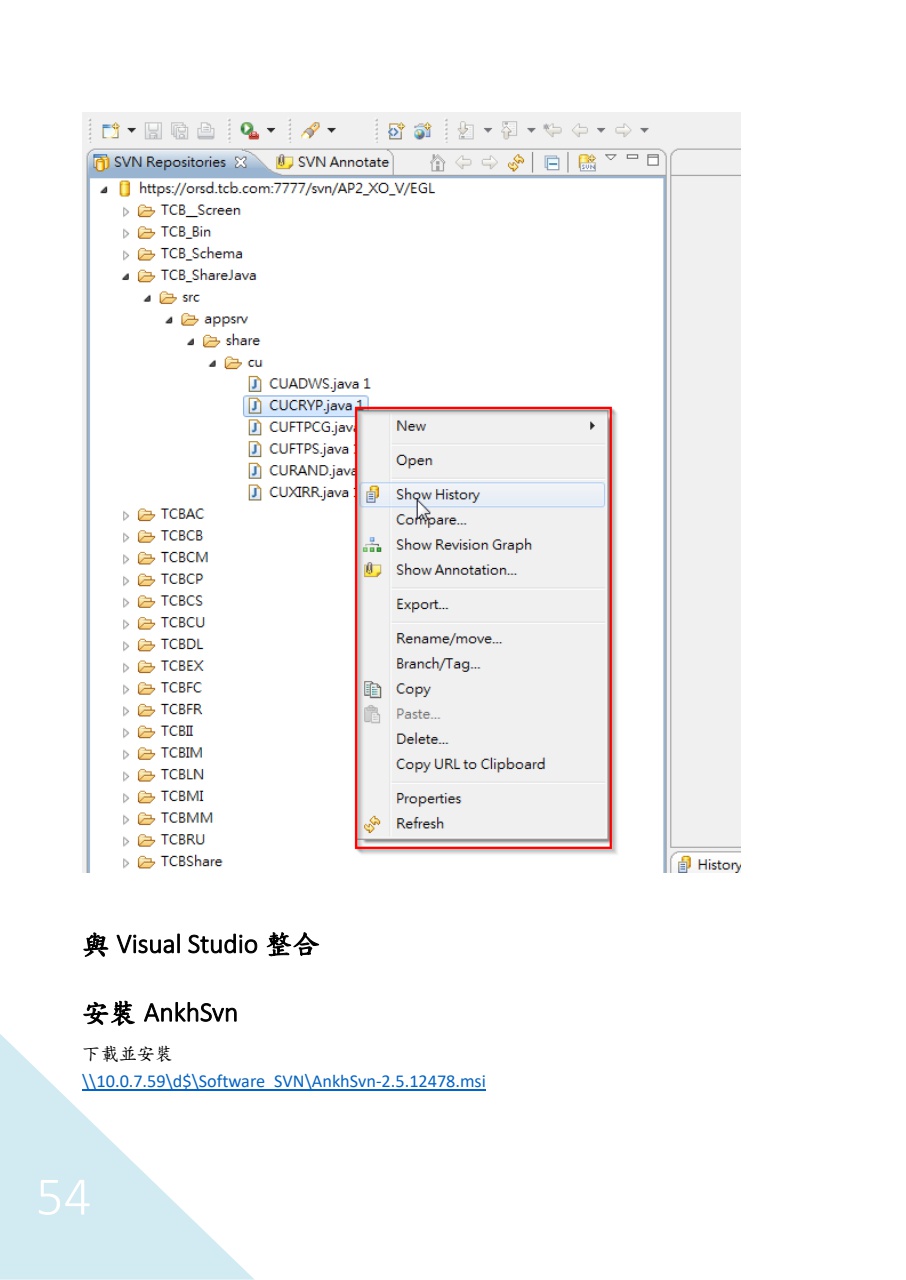 SVN Repositories
SVN Annotate
https://orsd.tcb.com:7777/svn/AP2_XO_V/EGL
TCB__Screen
TCB_Bin
TCB_Schema
TCB_ShareJava
src
appsrv
share
cu
CUADWS.java 1
CUCRYP.java 1
CUFTPCG.java
CUFTPS.java
CURAND.java
CUXIRR.java
TCBAC
TCBCB
TCBCM
TCBCP
TCBCS
TCBCU
TCBDL
TCBEX
TCBFC
TCBFR
TCBII
TCBIM
TCBLN
TCBMI
TCBMM
TCBRU
TCBShare
New
Open
Show History
Compare...
Show Revision Graph
Show Annotation...
Export...
Rename/move...
Branch/Tag...
Copy
Paste...
Delete...
Copy URL to Clipboard
Properties
Refresh
History
與 Visual Studio 整合
安裝 AnkhSvn
下載並安裝
\\10.0.7.59\d$\Software_SVN\AnkhSvn-2.5.12478.msi
54